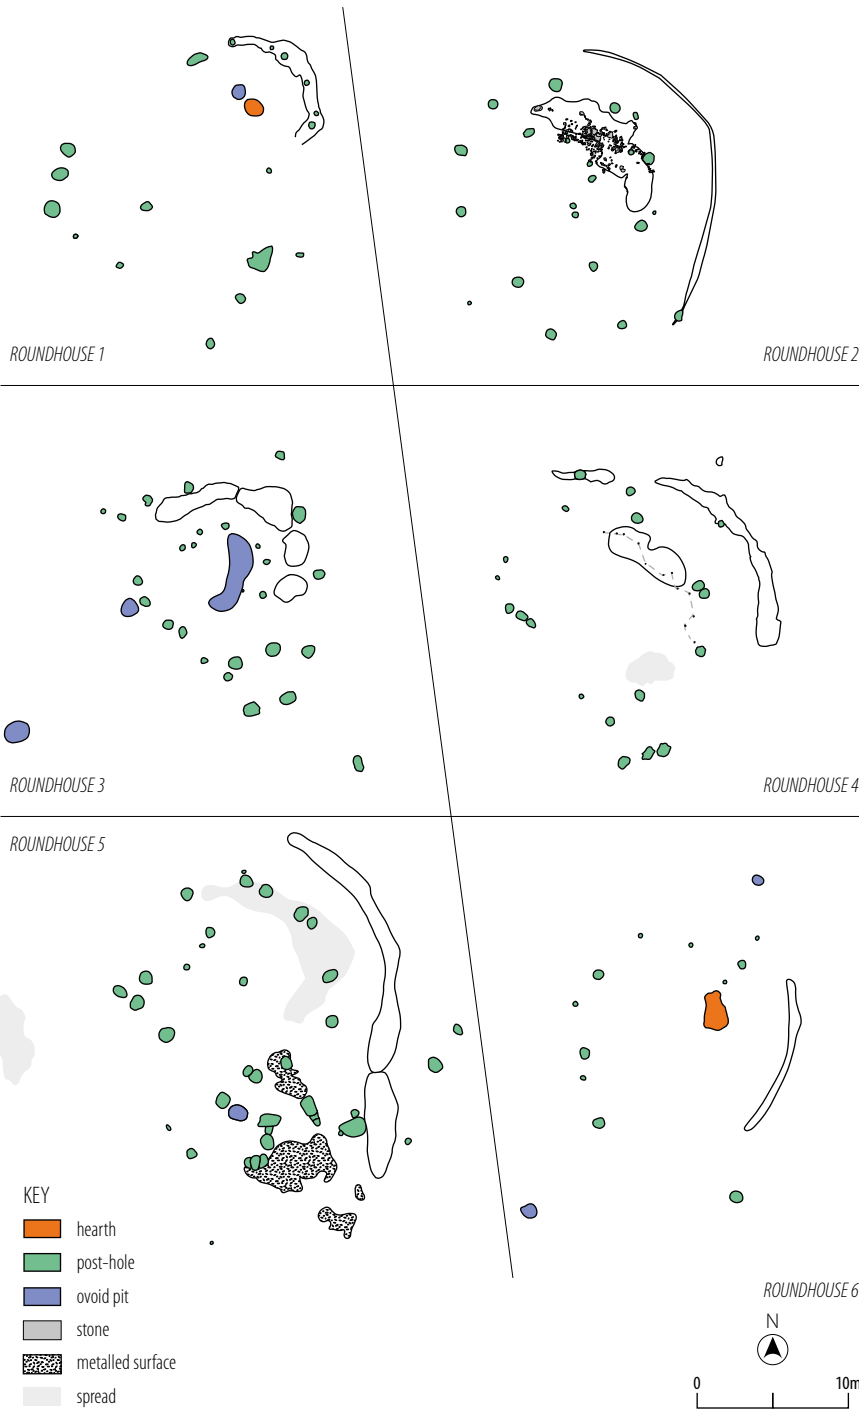 ROUNDHOUSE 1
ROUNDHOUSE 2
ROUNDHOUSE 3
ROUNDHOUSE 4
ROUNDHOUSE 5
KEY
hearth
post-hole
ovoid pit
stone
metalled surface
spread
ROUNDHOUSE 6
N
0 10m